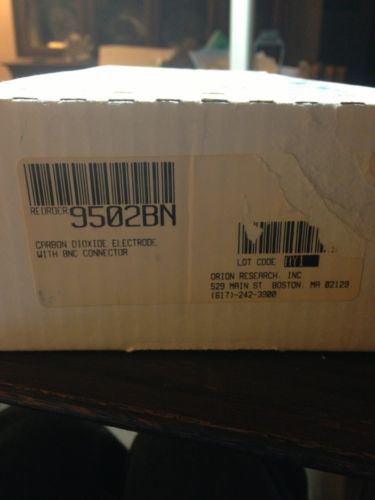 REORDER 9502BN
CARBON DIOXIDE ELECTRODE
WITH BNC CONNECTOR
LOT CODE
ORION RESEARCH, INC.
529 MAIN ST BOSTON, MA 02129
(617)-242-3900